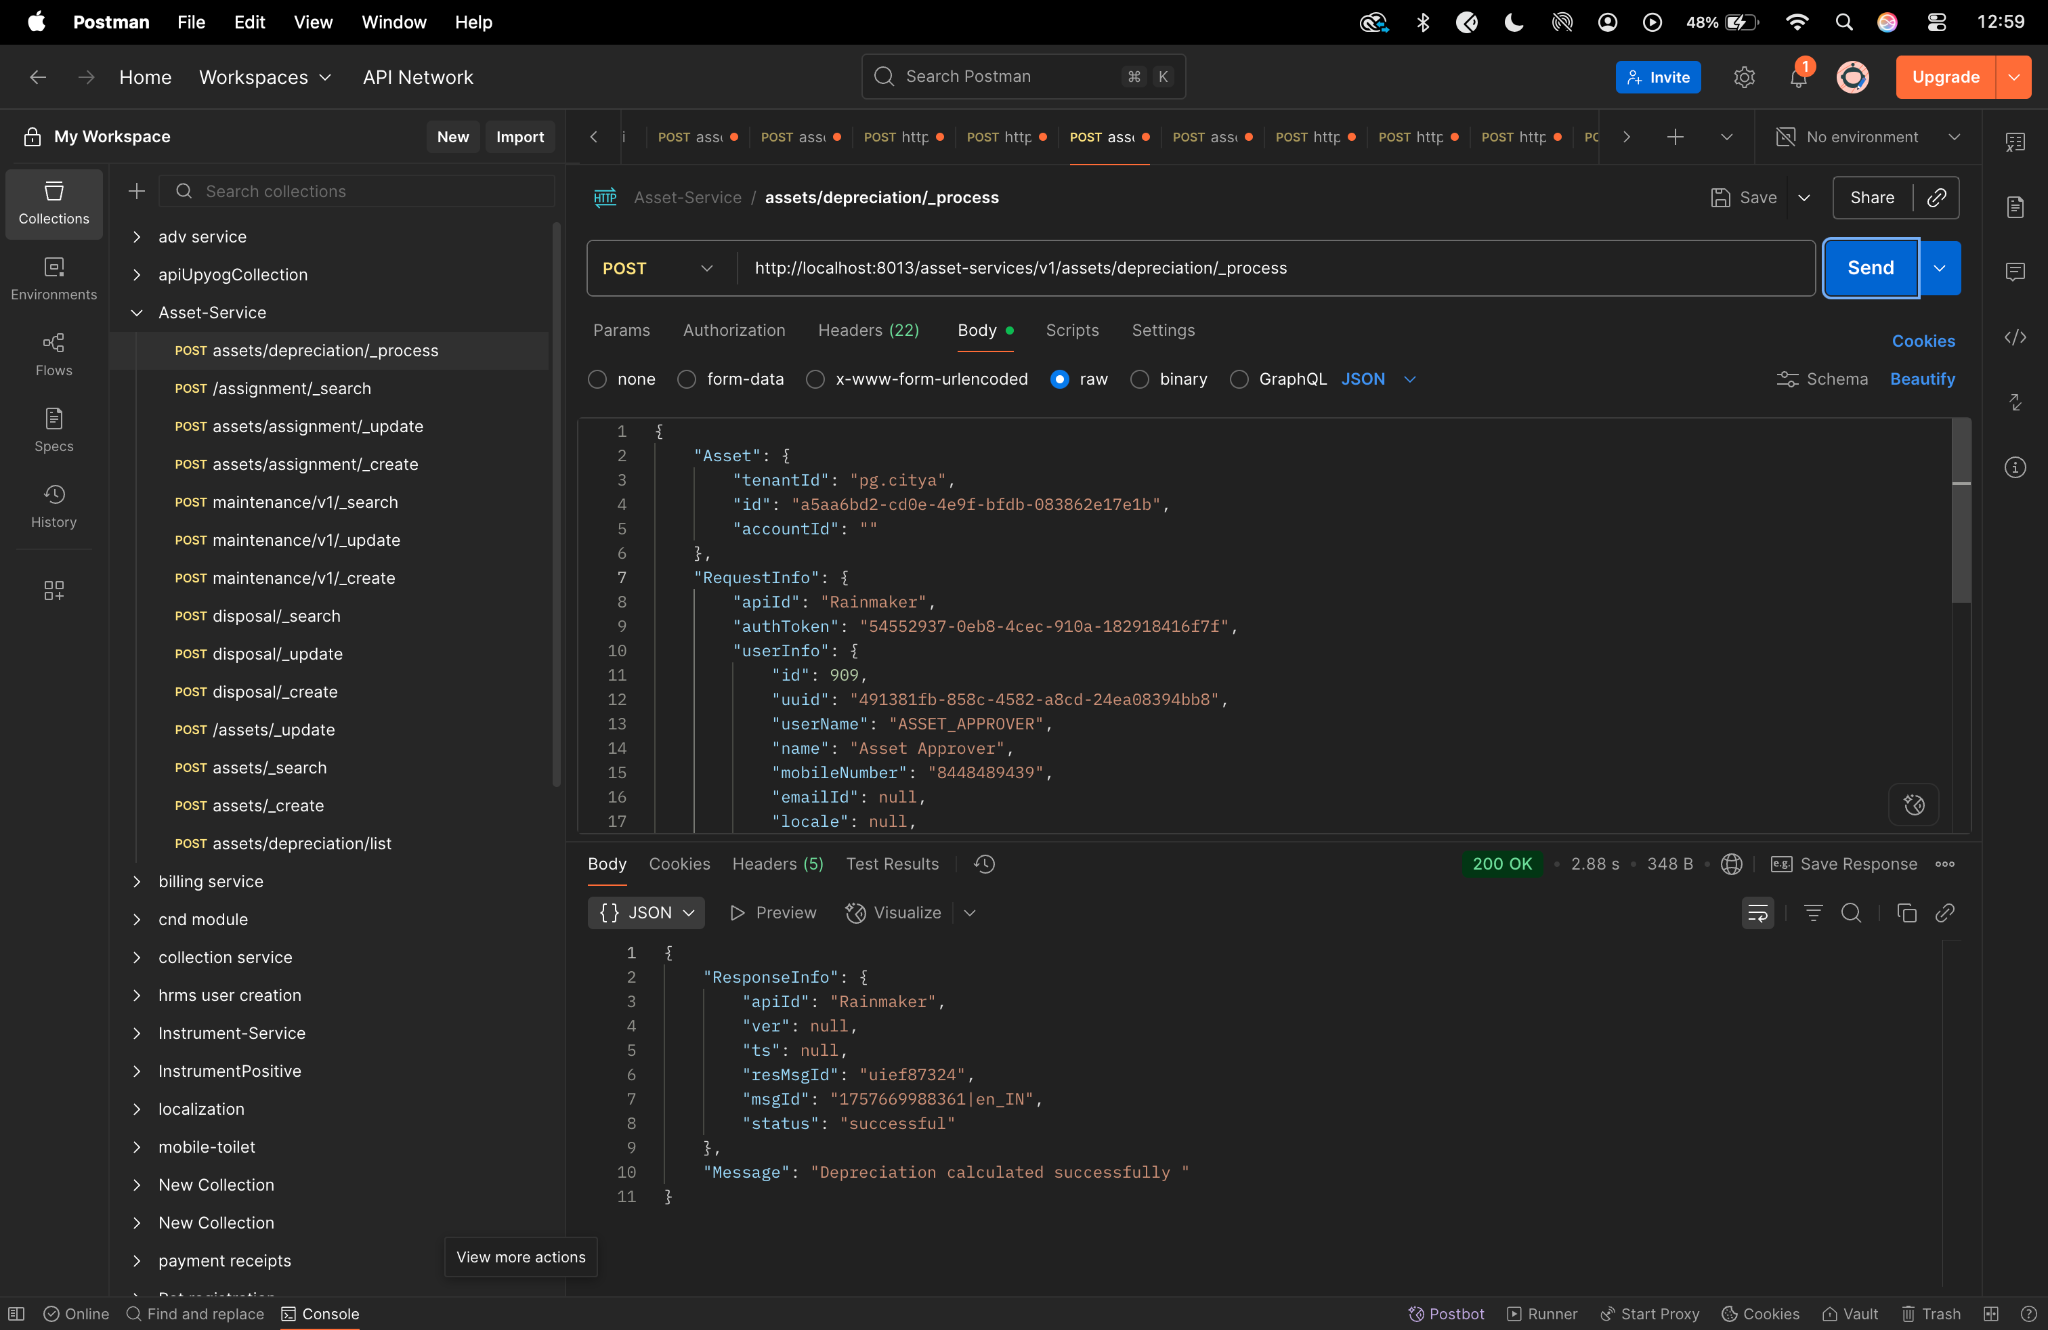 Postman File Edit View Window Help 48% 12:59
Home Workspaces API Network Search Postman ⌘ K Invite 1 Upgrade
My Workspace New Import
POST ass POST ass POST http POST http POST ass POST ass POST http POST http POST http No environment
Collections
Environments
Flows
Specs
History
Search collections
adv service
apiUpyogCollection
Asset-Service
POST assets/depreciation/_process
POST /assignment/_search
POST assets/assignment/_update
POST assets/assignment/_create
POST maintenance/v1/_search
POST maintenance/v1/_update
POST maintenance/v1/_create
POST disposal/_search
POST disposal/_update
POST disposal/_create
POST /assets/_update
POST assets/_search
POST assets/_create
POST assets/depreciation/list
billing service
cnd module
collection service
hrms user creation
Instrument-Service
InstrumentPositive
localization
mobile-toilet
New Collection
New Collection
payment receipts
View more actions
HTTP Asset-Service / assets/depreciation/_process Save Share
POST http://localhost:8013/asset-services/v1/assets/depreciation/_process Send
Params Authorization Headers (22) Body Scripts Settings Cookies
none form-data x-www-form-urlencoded raw binary GraphQL JSON Schema Beautify
1 {
2 "Asset": {
3 "tenantId": "pg.citya",
4 "id": "a5aa6bd2-cd0e-4e9f-bfdb-083862e17e1b",
5 "accountId": ""
6 },
7 "RequestInfo": {
8 "apiId": "Rainmaker",
9 "authToken": "54552937-0eb8-4cec-910a-182918416f7f",
10 "userInfo": {
11 "id": 909,
12 "uuid": "491381fb-858c-4582-a8cd-24ea08394bb8",
13 "userName": "ASSET_APPROVER",
14 "name": "Asset Approver",
15 "mobileNumber": "8448489439",
16 "emailId": null,
17 "locale": null,
Body Cookies Headers (5) Test Results 200 OK • 2.88 s • 348 B • e.g. Save Response
{} JSON Preview Visualize
1 {
2 "ResponseInfo": {
3 "apiId": "Rainmaker",
4 "ver": null,
5 "ts": null,
6 "resMsgId": "uief87324",
7 "msgId": "1757669988361|en_IN",
8 "status": "successful"
9 },
10 "Message": "Depreciation calculated successfully "
11 }
Online Find and replace Console Postbot Runner Start Proxy Cookies Vault Trash